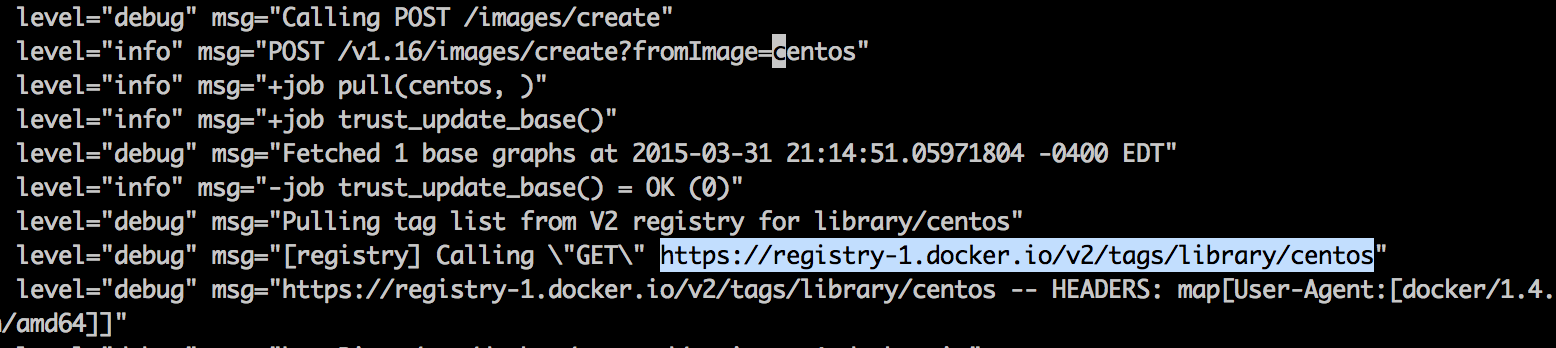 level="debug" msg="Calling POST /images/create"
level="info" msg="POST /v1.16/images/create?fromImage=centos"
level="info" msg="+job pull(centos, )"
level="info" msg="+job trust_update_base()"
level="debug" msg="Fetched 1 base graphs at 2015-03-31 21:14:51.05971804 -0400 EDT"
level="info" msg="-job trust_update_base() = OK (0)"
level="debug" msg="Pulling tag list from V2 registry for library/centos"
level="debug" msg="[registry] Calling \"GET\" https://registry-1.docker.io/v2/tags/library/centos"
level="debug" msg="https://registry-1.docker.io/v2/tags/library/centos -- HEADERS: map[User-Agent:[docker/1.4.
/amd64]]"